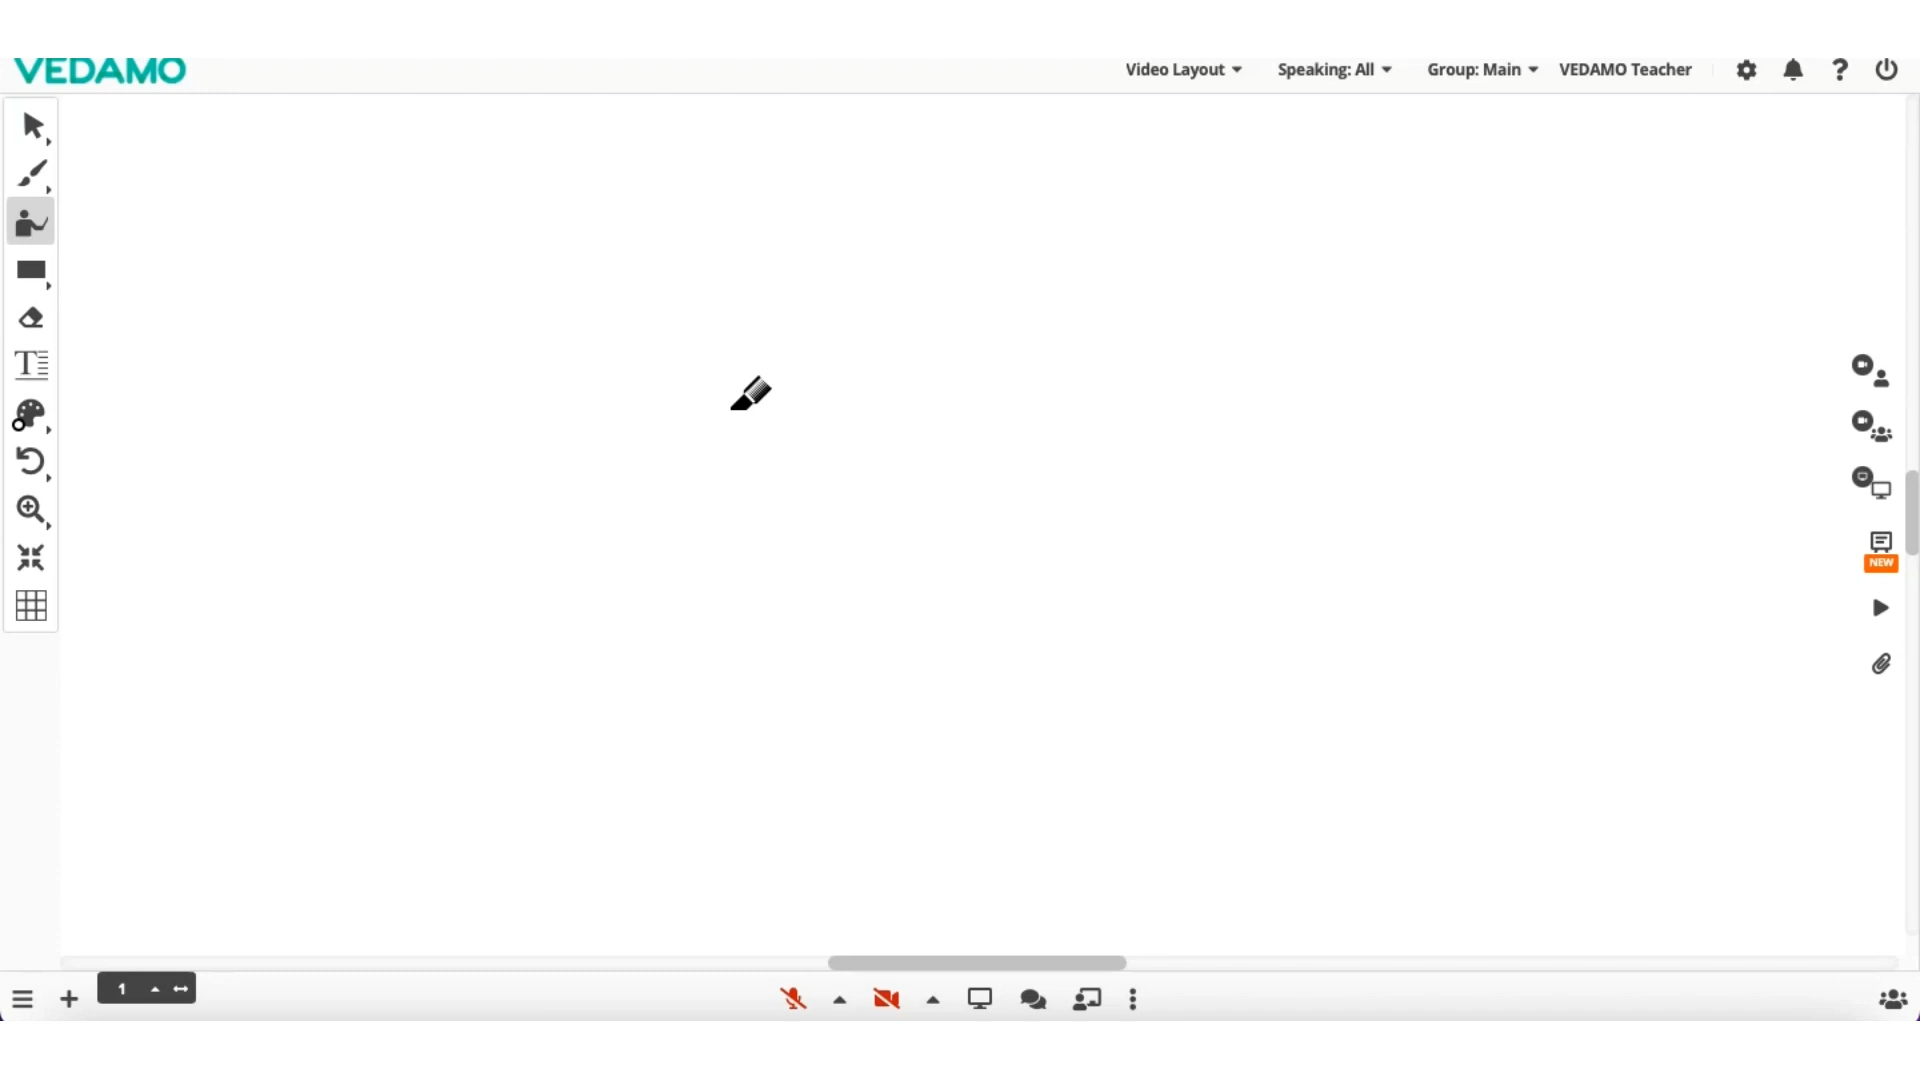 VEDAMO
Video Layout Speaking: All Group: Main VEDAMO Teacher
NEW
1